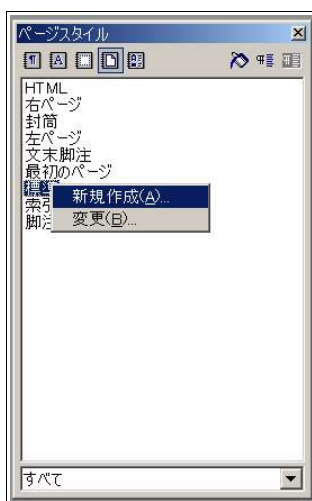 ページスタイル
HTML
右ページ
封筒
左ページ
文末脚注
最初のページ
標準
索引
脚注
新規作成(A)...
変更(B)...
すべて